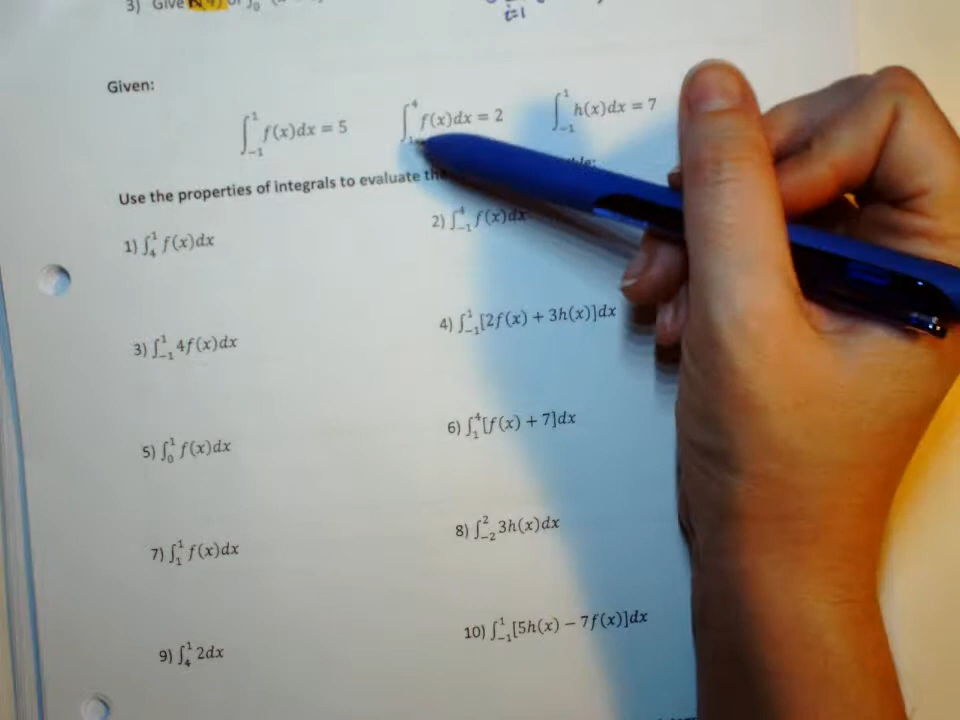 3) Give
i=1
Given:
∫_{-1}^{1} f(x)dx = 5    ∫_{1}^{4} f(x)dx = 2    ∫_{-1}^{1} h(x)dx = 7
Use the properties of integrals to evaluate
1) ∫_{4}^{1} f(x)dx    2) ∫_{-1}^{4} f(x)dx
3) ∫_{-1}^{1} 4f(x)dx    4) ∫_{-1}^{1} [2f(x) + 3h(x)]dx
5) ∫_{0}^{1} f(x)dx    6) ∫_{1}^{4} [f(x) + 7]dx
7) ∫_{1}^{1} f(x)dx    8) ∫_{-2}^{2} 3h(x)dx
9) ∫_{4}^{1} 2dx    10) ∫_{-1}^{1} [5h(x) − 7f(x)]dx